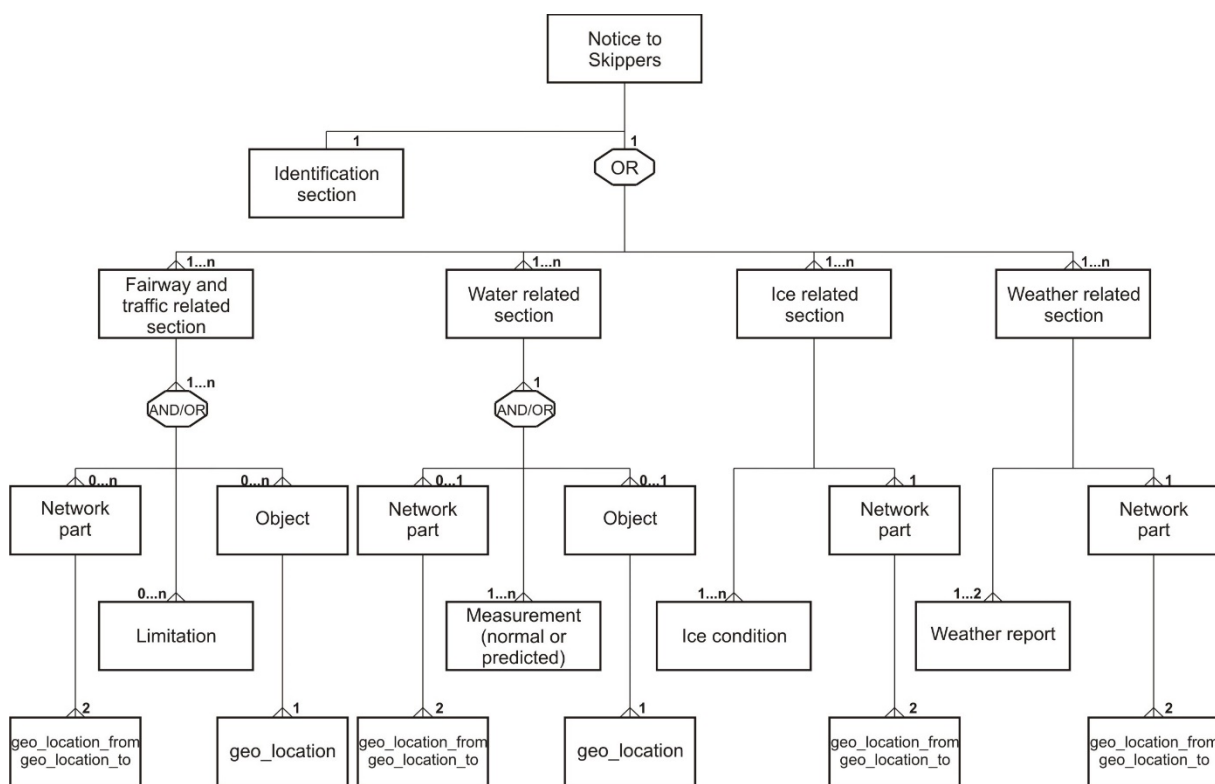 Notice to
Skippers
1
1
Identification
section
OR
1...n
1...n
1...n
1...n
Fairway and
traffic related
section
Water related
section
Ice related
section
Weather related
section
1...n
1
AND/OR
AND/OR
0...n
0...n
0...1
0...1
1
1
Network
part
Object
Network
part
Object
Network
part
Network
part
0...n
1...n
1...n
1...2
Limitation
Measurement
(normal or
predicted)
Ice condition
Weather report
2
1
2
1
2
2
geo_location_from
geo_location_to
geo_location
geo_location_from
geo_location_to
geo_location
geo_location_from
geo_location_to
geo_location_from
geo_location_to